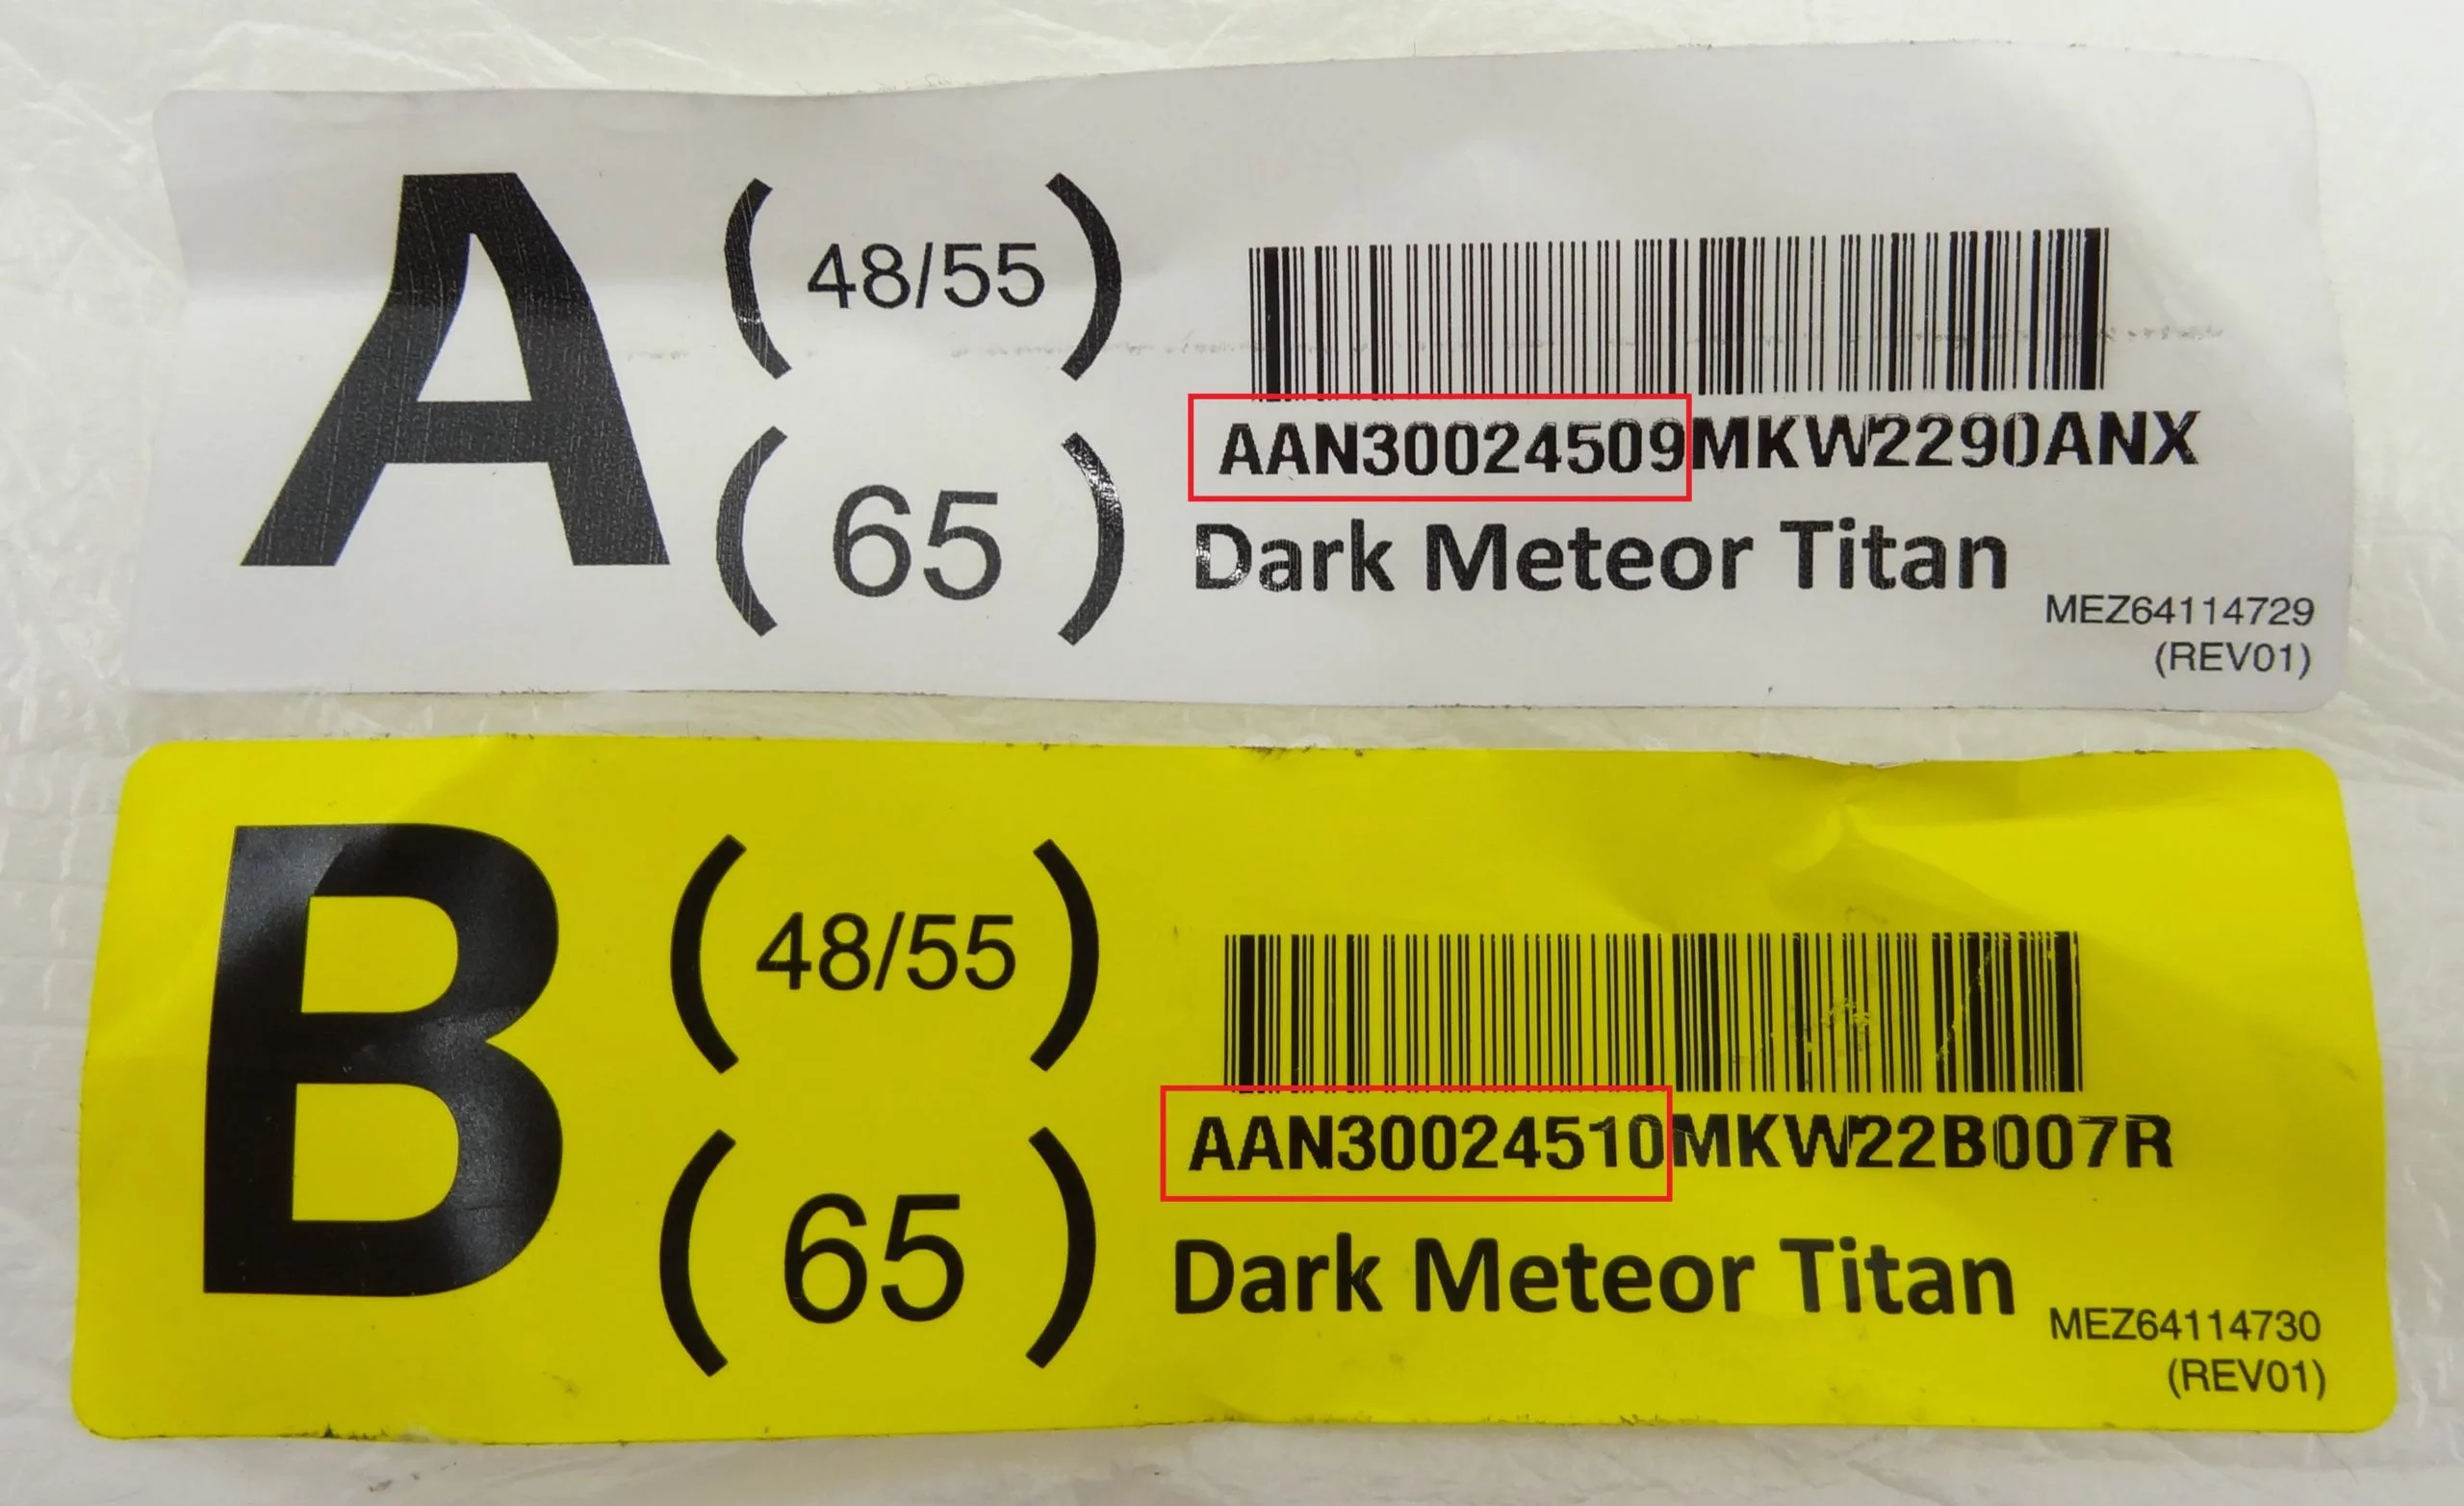 A
(48/55)
(65)
AAN30024509MKW2290ANX
Dark Meteor Titan
MEZ64114729
(REV01)
B
(48/55)
(65)
AAN30024510MKW22B007R
Dark Meteor Titan
MEZ64114730
(REV01)